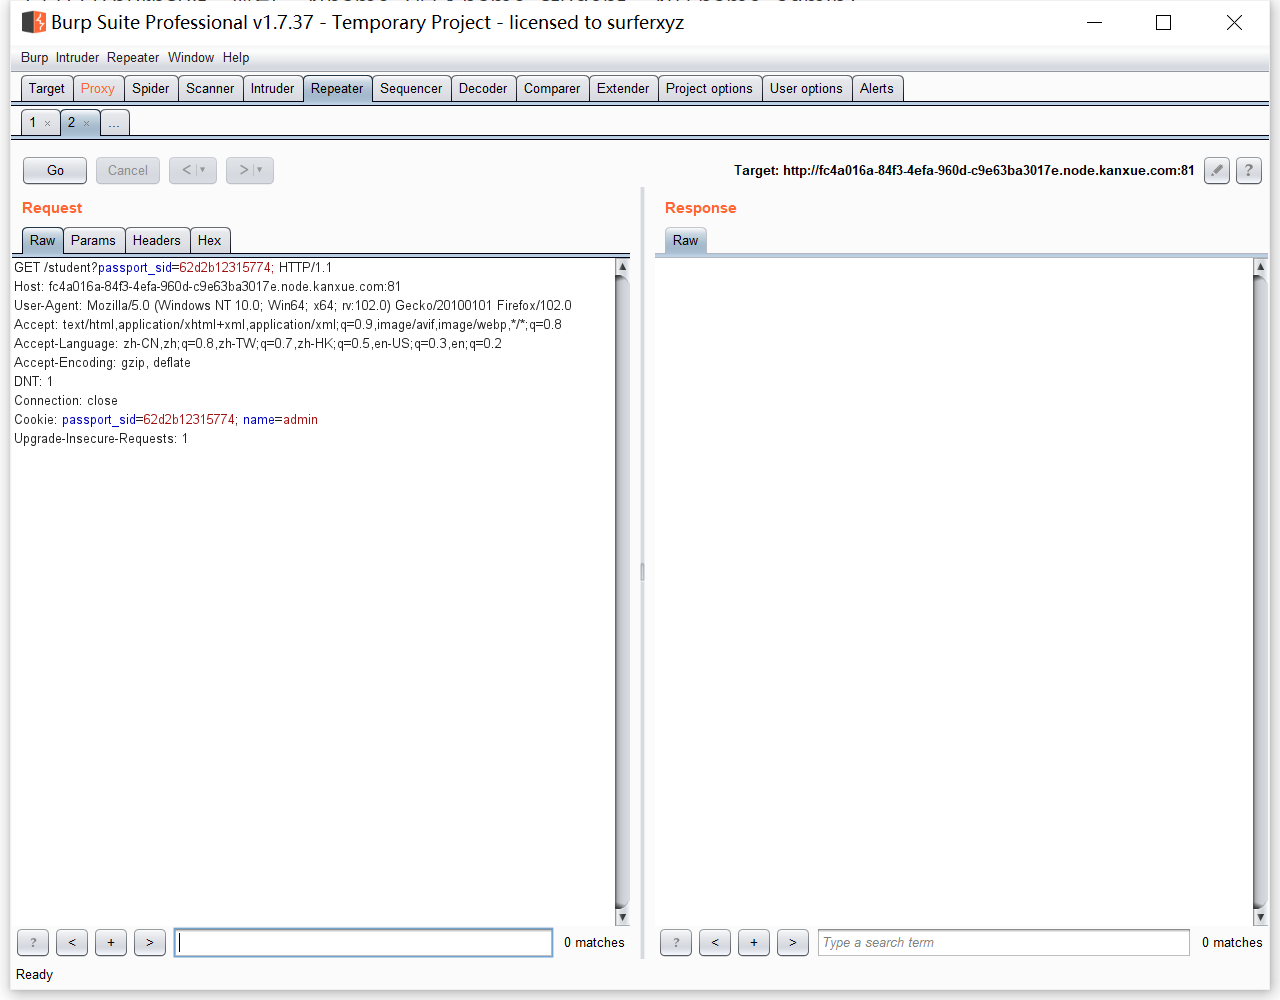 Burp Suite Professional v1.7.37 - Temporary Project - licensed to surferxyz
Burp Intruder Repeater Window Help
Target Proxy Spider Scanner Intruder Repeater Sequencer Decoder Comparer Extender Project options User options Alerts
1 × 2 × ...
Go Cancel < ▼ > ▼ Target: http://fc4a016a-84f3-4efa-960d-c9e63ba3017e.node.kanxue.com:81 ?
Request
Raw Params Headers Hex
GET /student?passport_sid=62d2b12315774; HTTP/1.1
Host: fc4a016a-84f3-4efa-960d-c9e63ba3017e.node.kanxue.com:81
User-Agent: Mozilla/5.0 (Windows NT 10.0; Win64; x64; rv:102.0) Gecko/20100101 Firefox/102.0
Accept: text/html,application/xhtml+xml,application/xml;q=0.9,image/avif,image/webp,*/*;q=0.8
Accept-Language: zh-CN,zh;q=0.8,zh-TW;q=0.7,zh-HK;q=0.5,en-US;q=0.3,en;q=0.2
Accept-Encoding: gzip, deflate
DNT: 1
Connection: close
Cookie: passport_sid=62d2b12315774; name=admin
Upgrade-Insecure-Requests: 1
? < + > 0 matches
Response
Raw
? < + > Type a search term 0 matches
Ready